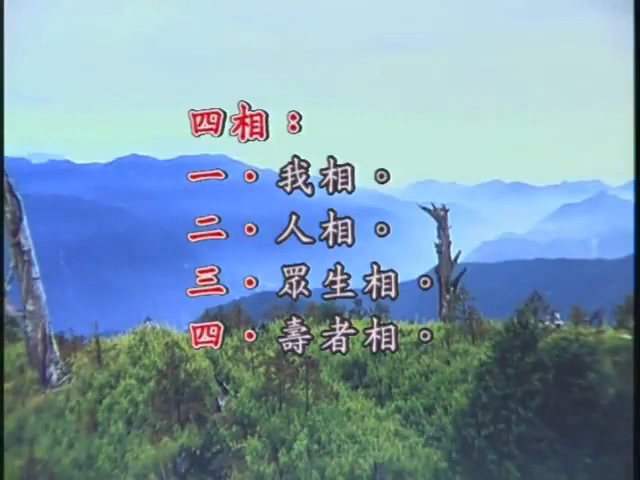 四相：
一．我相。
二．人相。
三．眾生相。
四．壽者相。